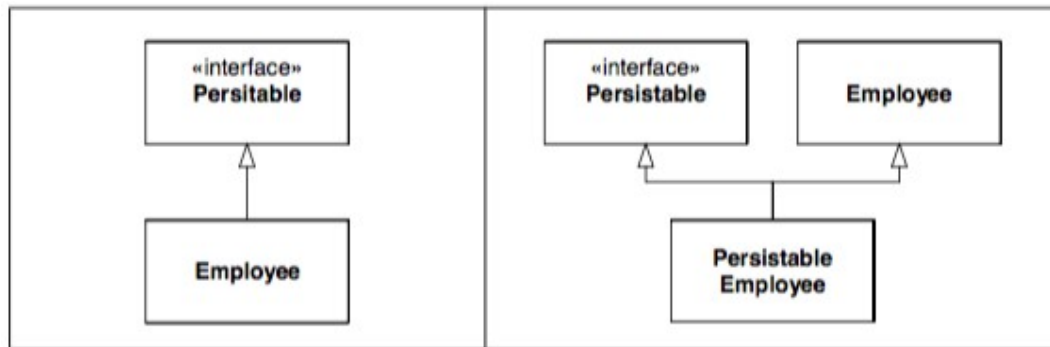 «interface»
Persitable
Employee
«interface»
Persistable
Employee
Persistable
Employee